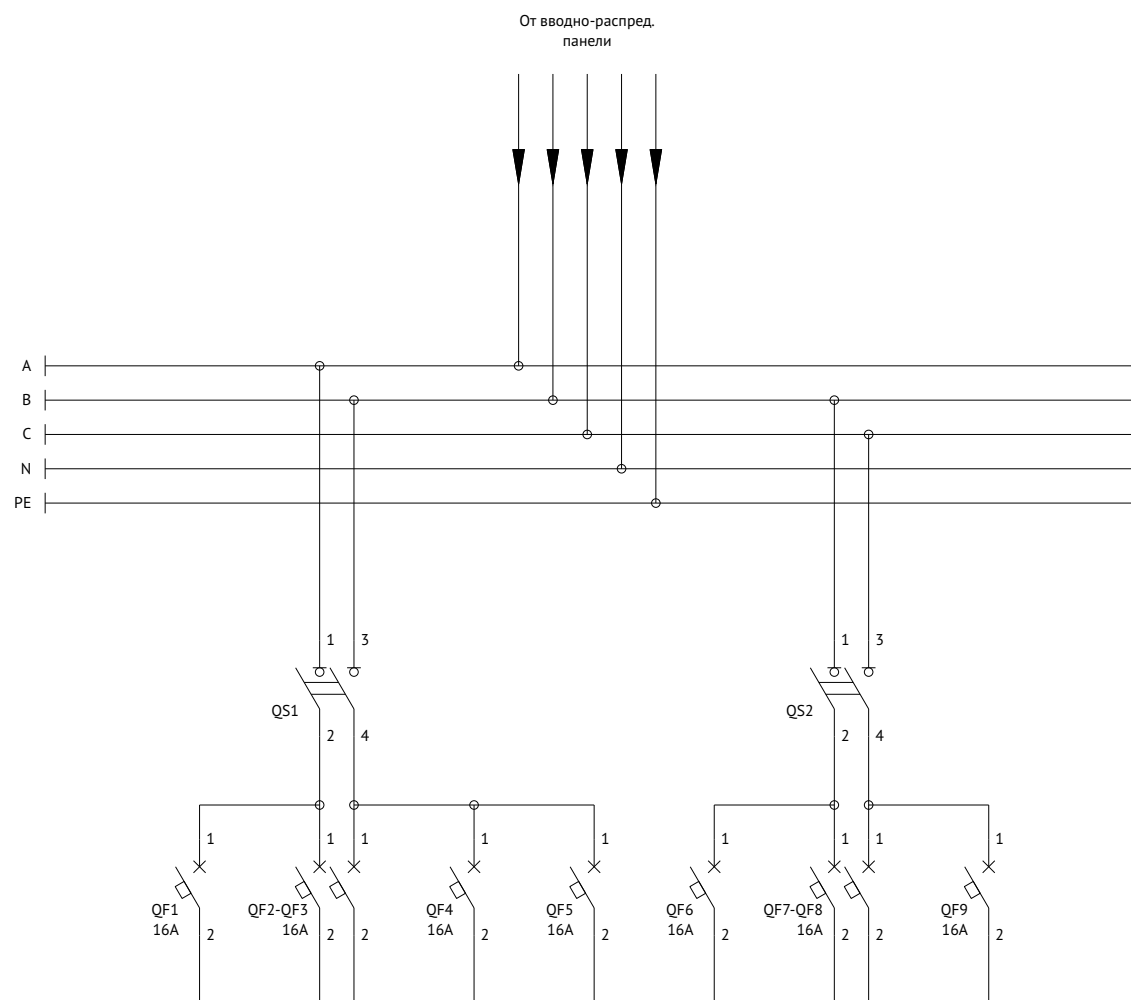 От вводно-распред.
панели
A
B
C
N
PE
1 3 1 3
QS1 QS2
2 4 2 4
1 1 1 1 1 1 1 1 1
QF1 QF2-QF3 QF4 QF5 QF6 QF7-QF8 QF9
16A 16A 16A 16A 16A 16A 16A
2 2 2 2 2 2 2 2 2